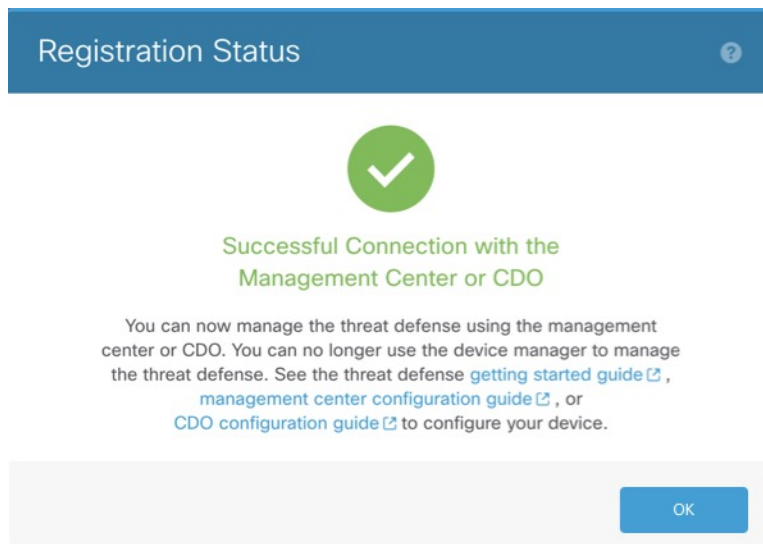 Registration Status
?
Successful Connection with the
Management Center or CDO
You can now manage the threat defense using the management
center or CDO. You can no longer use the device manager to manage
the threat defense. See the threat defense getting started guide ,
management center configuration guide , or
CDO configuration guide to configure your device.
OK